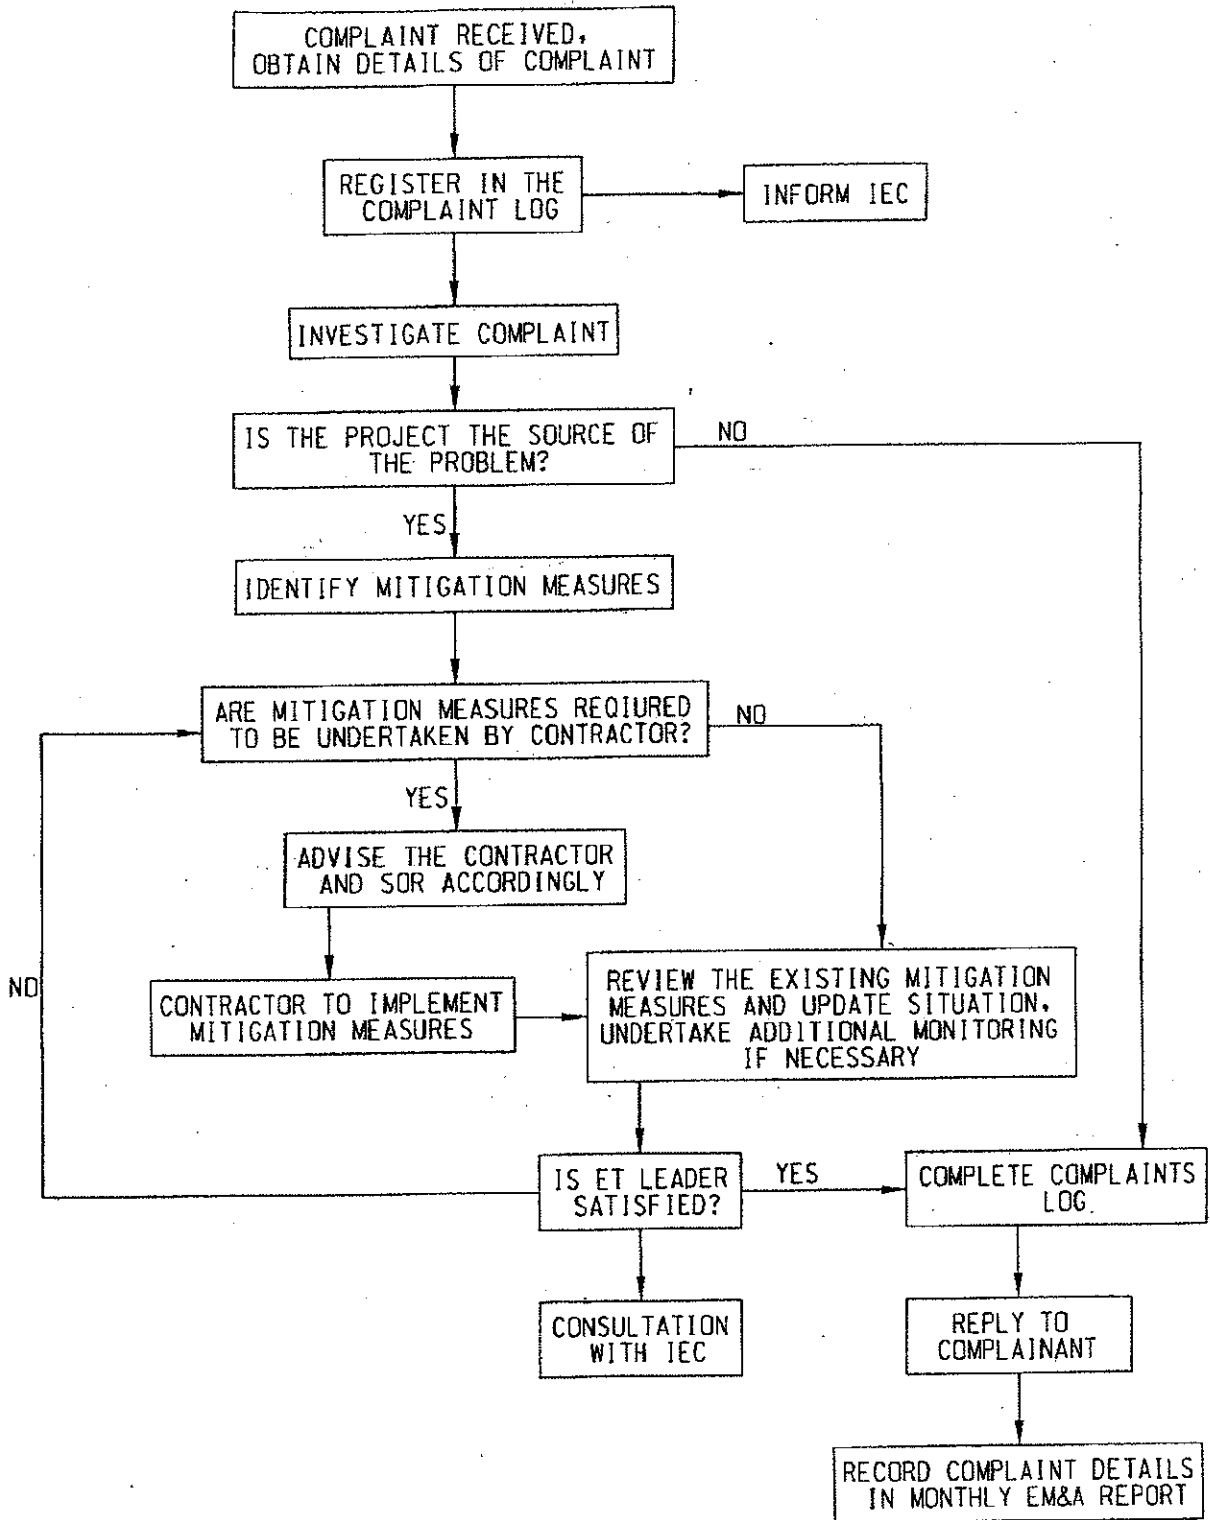 COMPLAINT RECEIVED,
OBTAIN DETAILS OF COMPLAINT
REGISTER IN THE
COMPLAINT LOG
INFORM IEC
INVESTIGATE COMPLAINT
IS THE PROJECT THE SOURCE OF
THE PROBLEM?
NO
YES
IDENTIFY MITIGATION MEASURES
ARE MITIGATION MEASURES REQIURED
TO BE UNDERTAKEN BY CONTRACTOR?
NO
YES
ADVISE THE CONTRACTOR
AND SOR ACCORDINGLY
NO
CONTRACTOR TO IMPLEMENT
MITIGATION MEASURES
REVIEW THE EXISTING MITIGATION
MEASURES AND UPDATE SITUATION,
UNDERTAKE ADDITIONAL MONITORING
IF NECESSARY
IS ET LEADER
SATISFIED?
YES
COMPLETE COMPLAINTS
LOG
CONSULTATION
WITH IEC
REPLY TO
COMPLAINANT
RECORD COMPLAINT DETAILS
IN MONTHLY EM&A REPORT